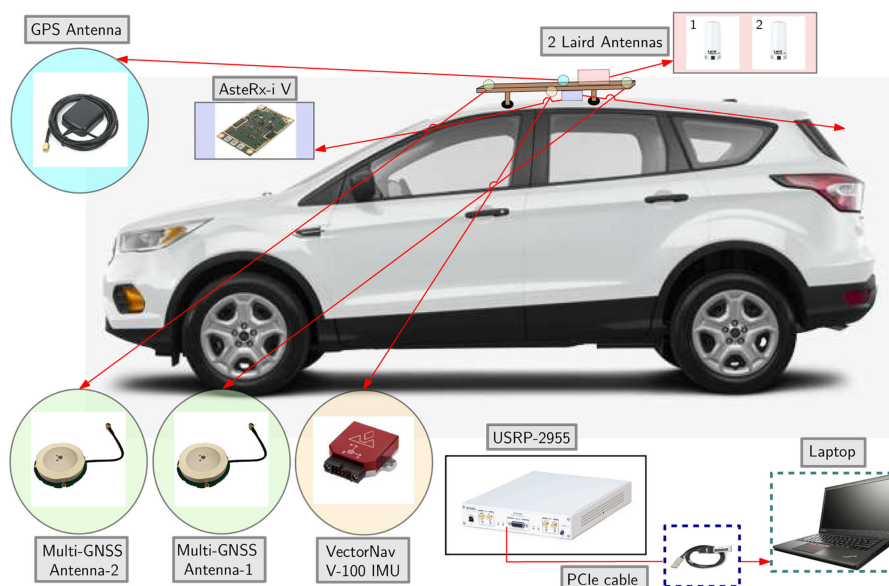 GPS Antenna
2 Laird Antennas
1
2
AsteRx-i V
USRP-2955
Laptop
Multi-GNSS
Antenna-2
Multi-GNSS
Antenna-1
VectorNav
V-100 IMU
PCIe cable